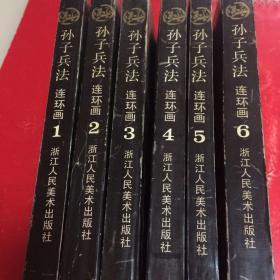 孙子兵法 连环画 1 浙江人民美术出版社
孙子兵法 连环画 2 浙江人民美术出版社
孙子兵法 连环画 3 浙江人民美术出版社
孙子兵法 连环画 4 浙江人民美术出版社
孙子兵法 连环画 5 浙江人民美术出版社
孙子兵法 连环画 6 浙江人民美术出版社